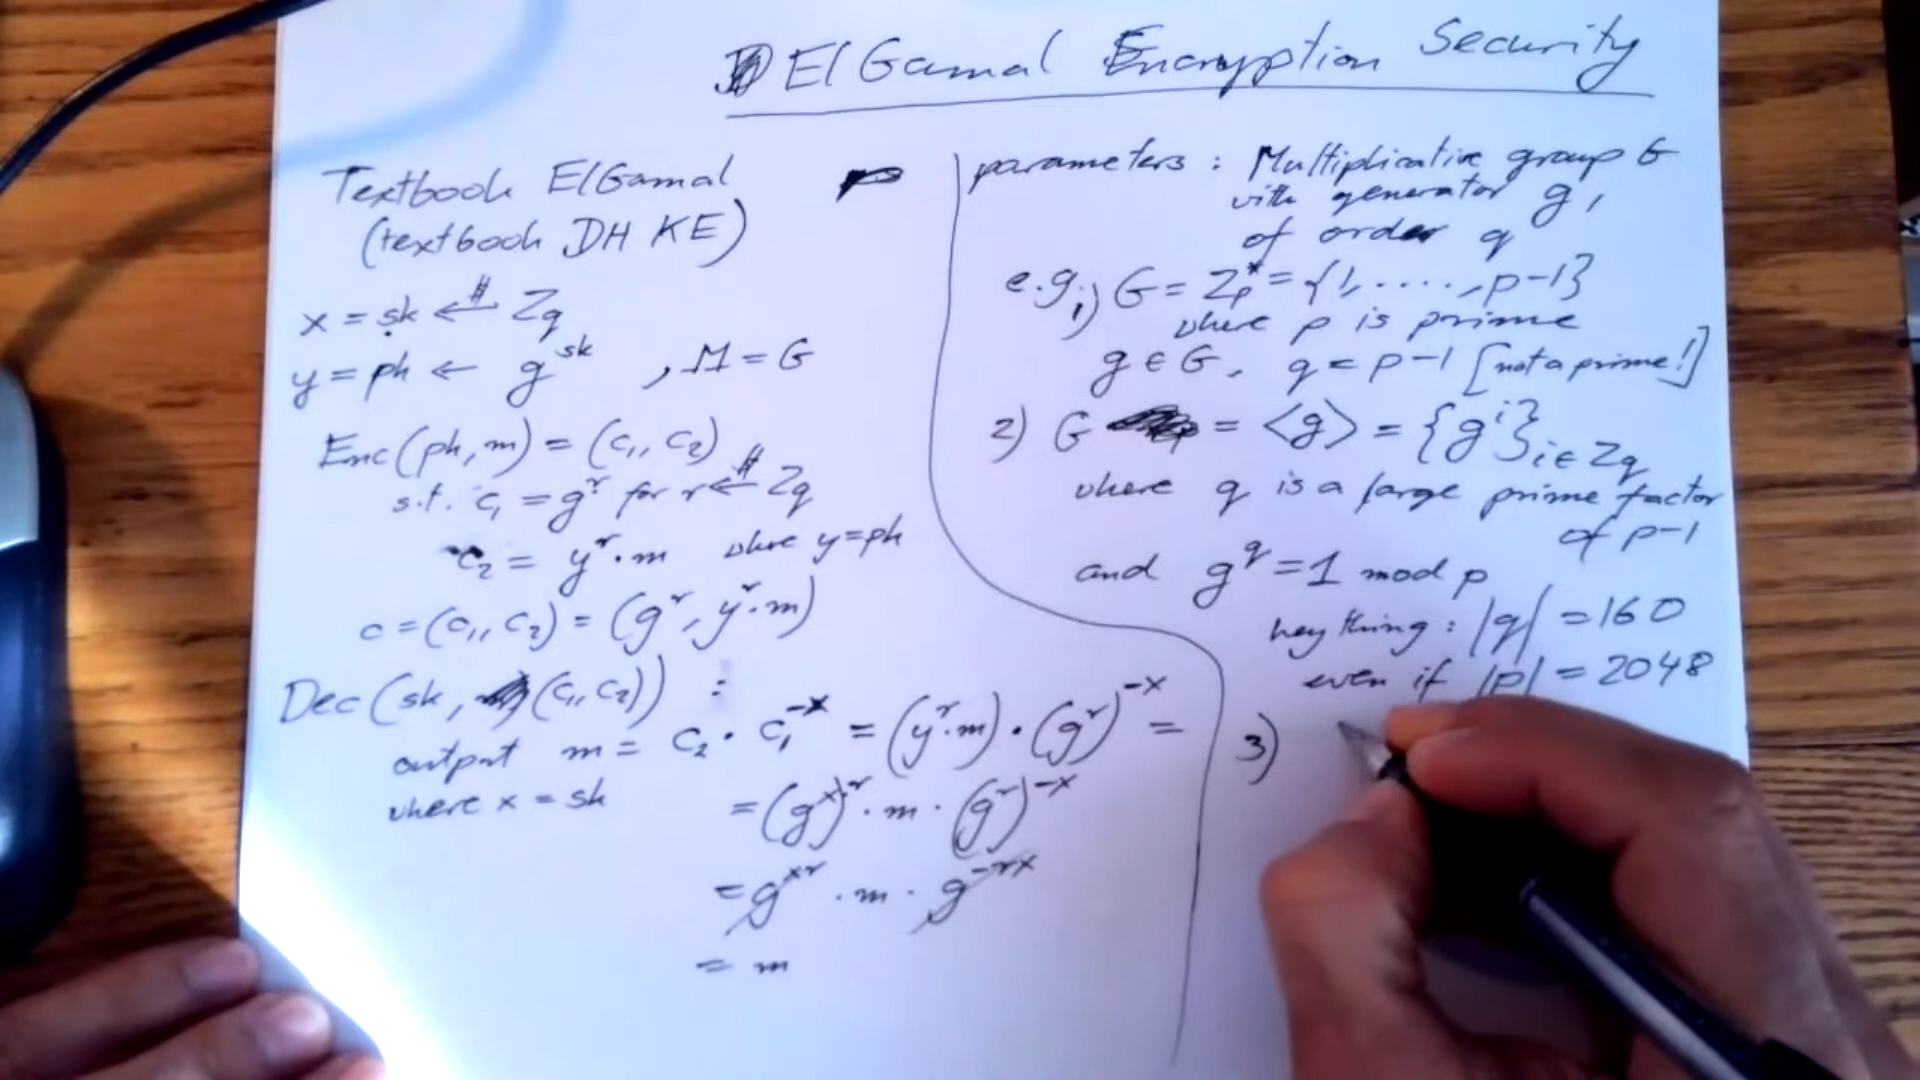 ElGamal Encryption Security
Textbook ElGamal
(textbook DH KE)
x = sk ←$ Zq
y = pk ← g^sk , M = G
Enc(pk, m) = (c₁, c₂)
s.t. c₁ = g^r for r ←$ Zq
c₂ = y^r · m where y = pk
c = (c₁, c₂) = (g^r, y^r · m)
Dec(sk, (c₁, c₂)) :
output m = c₂ · c₁^-x = (y^r · m) · (g^r)^-x =
where x = sk
= (g^x)^r · m · (g^r)^-x
= g^xr · m · g^-rx
= m
parameters : Multiplicative group G
with generator g,
of order q
e.g. 1) G = Zp* = {1, ...., p-1}
where p is prime
g ∈ G, q = p-1 [not a prime!]
2) G = <g> = {g^i} i ∈ Zq
where q is a large prime factor
of p-1
and g^q = 1 mod p
key thing : |q| = 160
even if |p| = 2048
3)